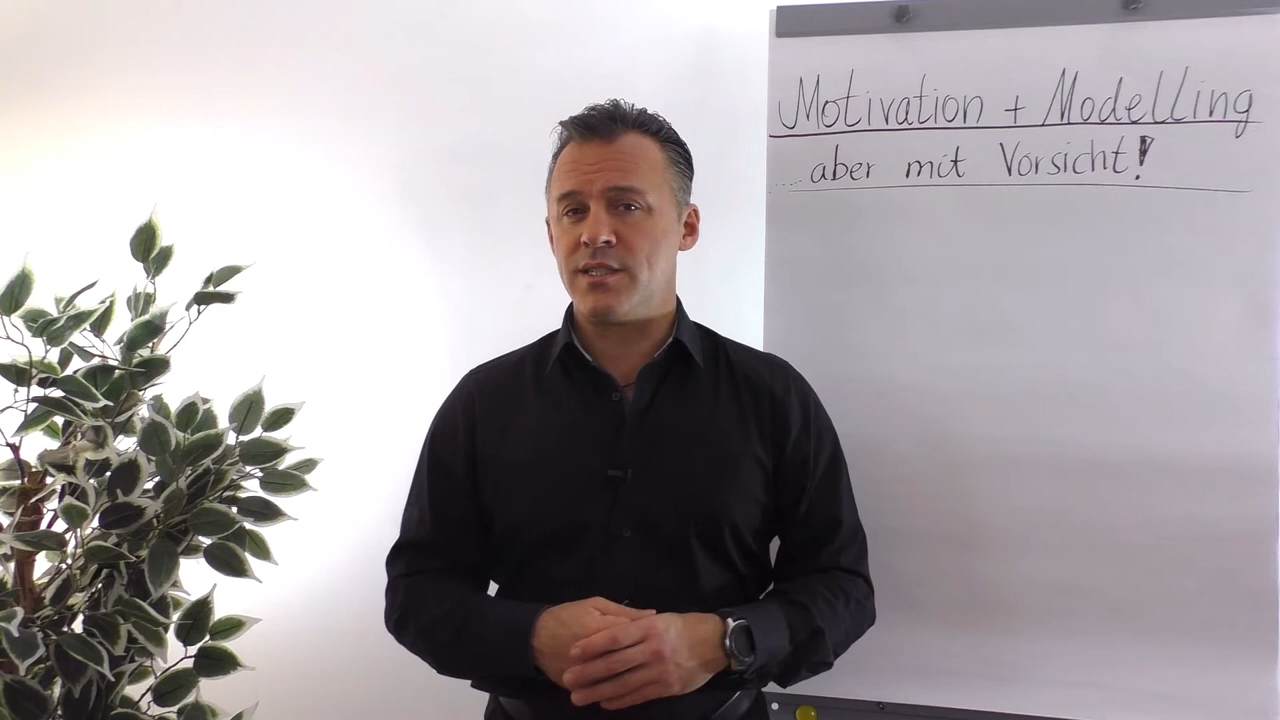 Motivation + Modelling
.....aber mit Vorsicht!